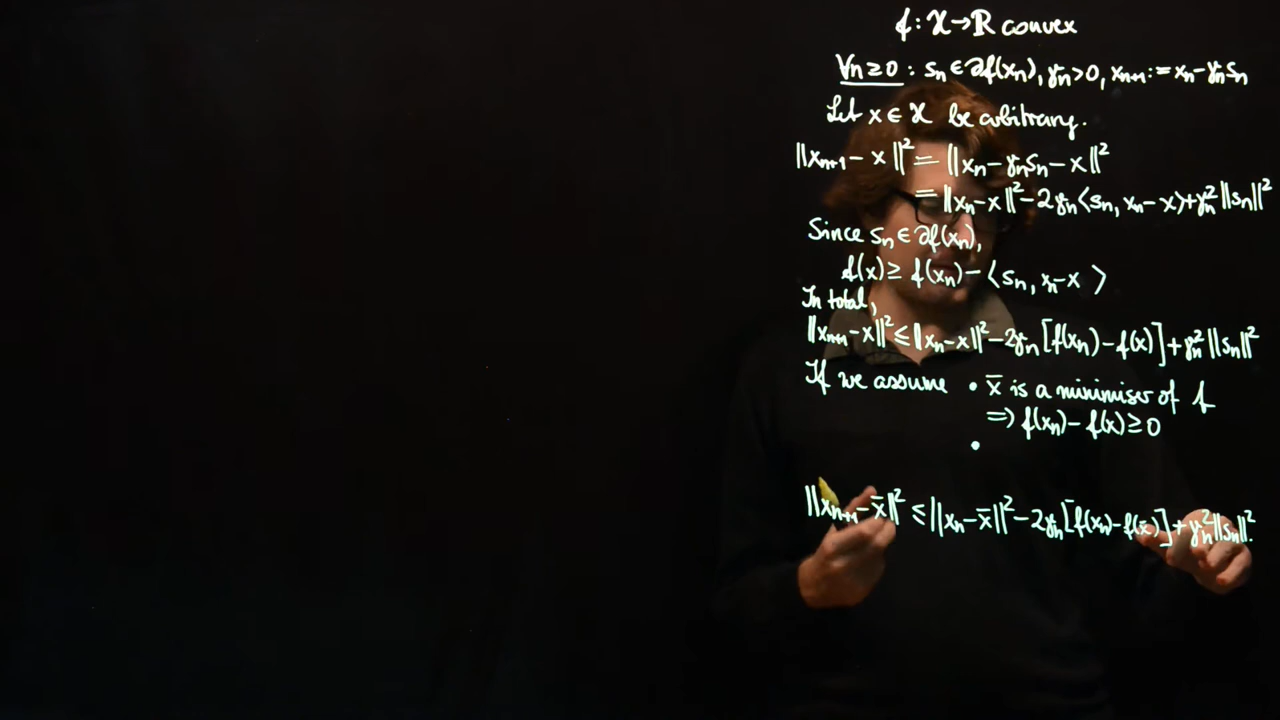 f : 𝒳 → ℝ convex
∀n ≥ 0 : sₙ ∈ ∂f(xₙ), γₙ > 0, xₙ₊₁ := xₙ − γₙsₙ
Let x ∈ 𝒳 be arbitrary.
‖xₙ₊₁ − x‖² = ‖xₙ − γₙsₙ − x‖²
= ‖xₙ − x‖² − 2γₙ⟨sₙ, xₙ − x⟩ + γₙ²‖sₙ‖²
Since sₙ ∈ ∂f(xₙ),
f(x) ≥ f(xₙ) − ⟨sₙ, xₙ − x⟩
In total,
‖xₙ₊₁ − x‖² ≤ ‖xₙ − x‖² − 2γₙ[f(xₙ) − f(x)] + γₙ²‖sₙ‖²
If we assume • x̄ is a minimiser of f
⇒ f(xₙ) − f(x) ≥ 0
•
‖xₙ₊₁ − x̄‖² ≤ ‖xₙ − x̄‖² − 2γₙ[f(xₙ) − f(x̄)] + γₙ²‖sₙ‖².